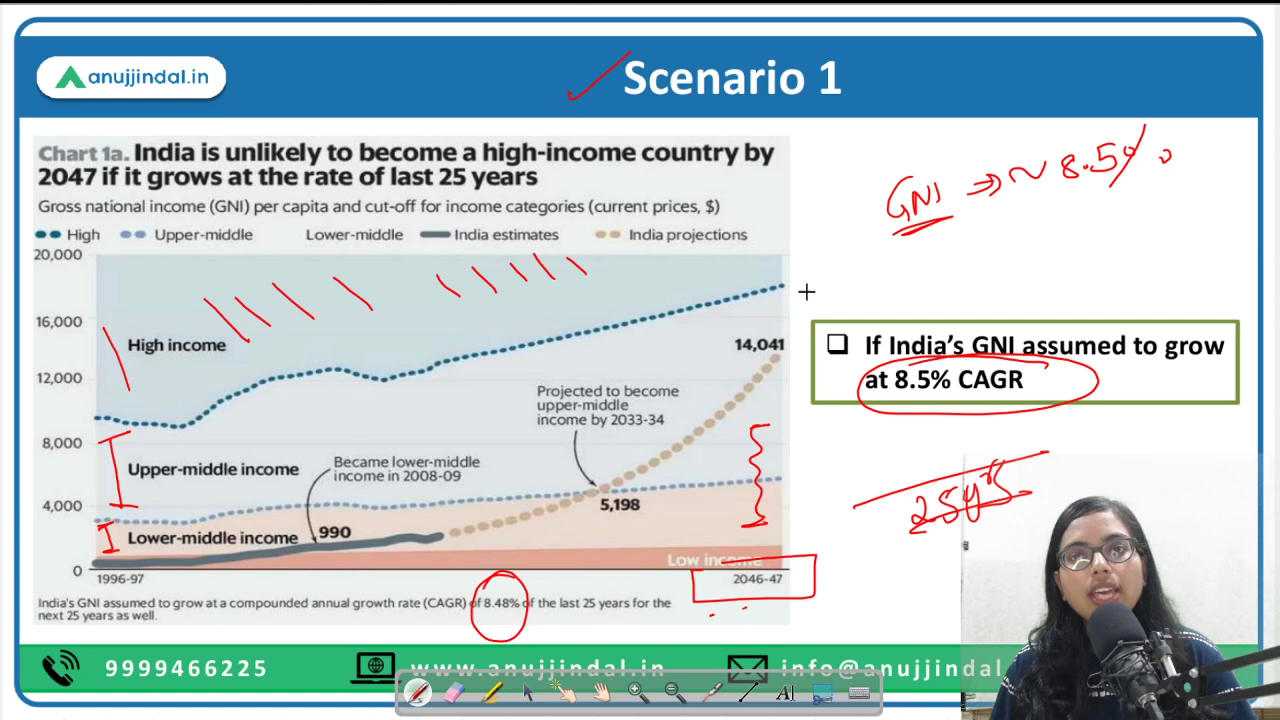 anujjindal.in
Scenario 1
Chart 1a. India is unlikely to become a high-income country by
2047 if it grows at the rate of last 25 years
Gross national income (GNI) per capita and cut-off for income categories (current prices, $)
High Upper-middle Lower-middle India estimates India projections
20,000
16,000
12,000
8,000
4,000
0
High income
Upper-middle income
Lower-middle income
Low income
Became lower-middle
income in 2008-09
990
Projected to become
upper-middle
income by 2033-34
5,198
14,041
1996-97
2046-47
India's GNI assumed to grow at a compounded annual growth rate (CAGR) of 8.48% of the last 25 years for the
next 25 years as well.
GNI ⇒ ~ 8.5%
❑ If India's GNI assumed to grow
at 8.5% CAGR
25 yrs
9999466225
www.anujjindal.in
info@anujjindal
AI